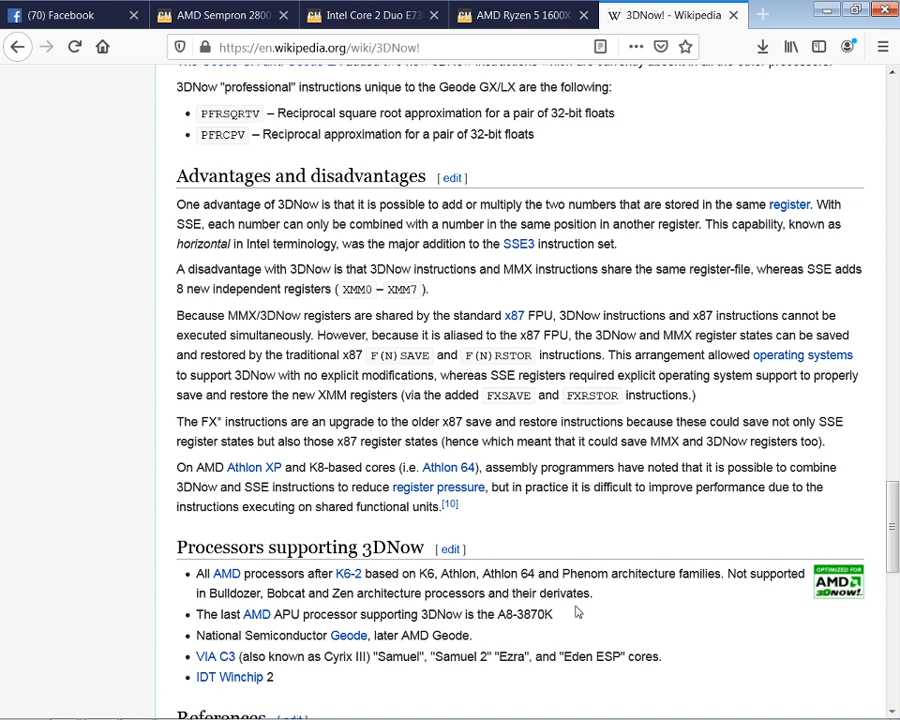 (70) Facebook
AMD Sempron 2800
Intel Core 2 Duo E73
AMD Ryzen 5 1600X
3DNow! - Wikipedia
https://en.wikipedia.org/wiki/3DNow!
3DNow "professional" instructions unique to the Geode GX/LX are the following:
PFRSQRTV – Reciprocal square root approximation for a pair of 32-bit floats
PFRCPV – Reciprocal approximation for a pair of 32-bit floats
Advantages and disadvantages [ edit ]
One advantage of 3DNow is that it is possible to add or multiply the two numbers that are stored in the same register. With
SSE, each number can only be combined with a number in the same position in another register. This capability, known as
horizontal in Intel terminology, was the major addition to the SSE3 instruction set.
A disadvantage with 3DNow is that 3DNow instructions and MMX instructions share the same register-file, whereas SSE adds
8 new independent registers ( XMM0 – XMM7 ).
Because MMX/3DNow registers are shared by the standard x87 FPU, 3DNow instructions and x87 instructions cannot be
executed simultaneously. However, because it is aliased to the x87 FPU, the 3DNow and MMX register states can be saved
and restored by the traditional x87 F(N)SAVE and F(N)RSTOR instructions. This arrangement allowed operating systems
to support 3DNow with no explicit modifications, whereas SSE registers required explicit operating system support to properly
save and restore the new XMM registers (via the added FXSAVE and FXRSTOR instructions.)
The FX* instructions are an upgrade to the older x87 save and restore instructions because these could save not only SSE
register states but also those x87 register states (hence which meant that it could save MMX and 3DNow registers too).
On AMD Athlon XP and K8-based cores (i.e. Athlon 64), assembly programmers have noted that it is possible to combine
3DNow and SSE instructions to reduce register pressure, but in practice it is difficult to improve performance due to the
instructions executing on shared functional units.[10]
Processors supporting 3DNow [ edit ]
All AMD processors after K6-2 based on K6, Athlon, Athlon 64 and Phenom architecture families. Not supported
in Bulldozer, Bobcat and Zen architecture processors and their derivates.
OPTIMIZED FOR
AMD
3DNow!
The last AMD APU processor supporting 3DNow is the A8-3870K
National Semiconductor Geode, later AMD Geode.
VIA C3 (also known as Cyrix III) "Samuel", "Samuel 2" "Ezra", and "Eden ESP" cores.
IDT Winchip 2
References [ edit ]